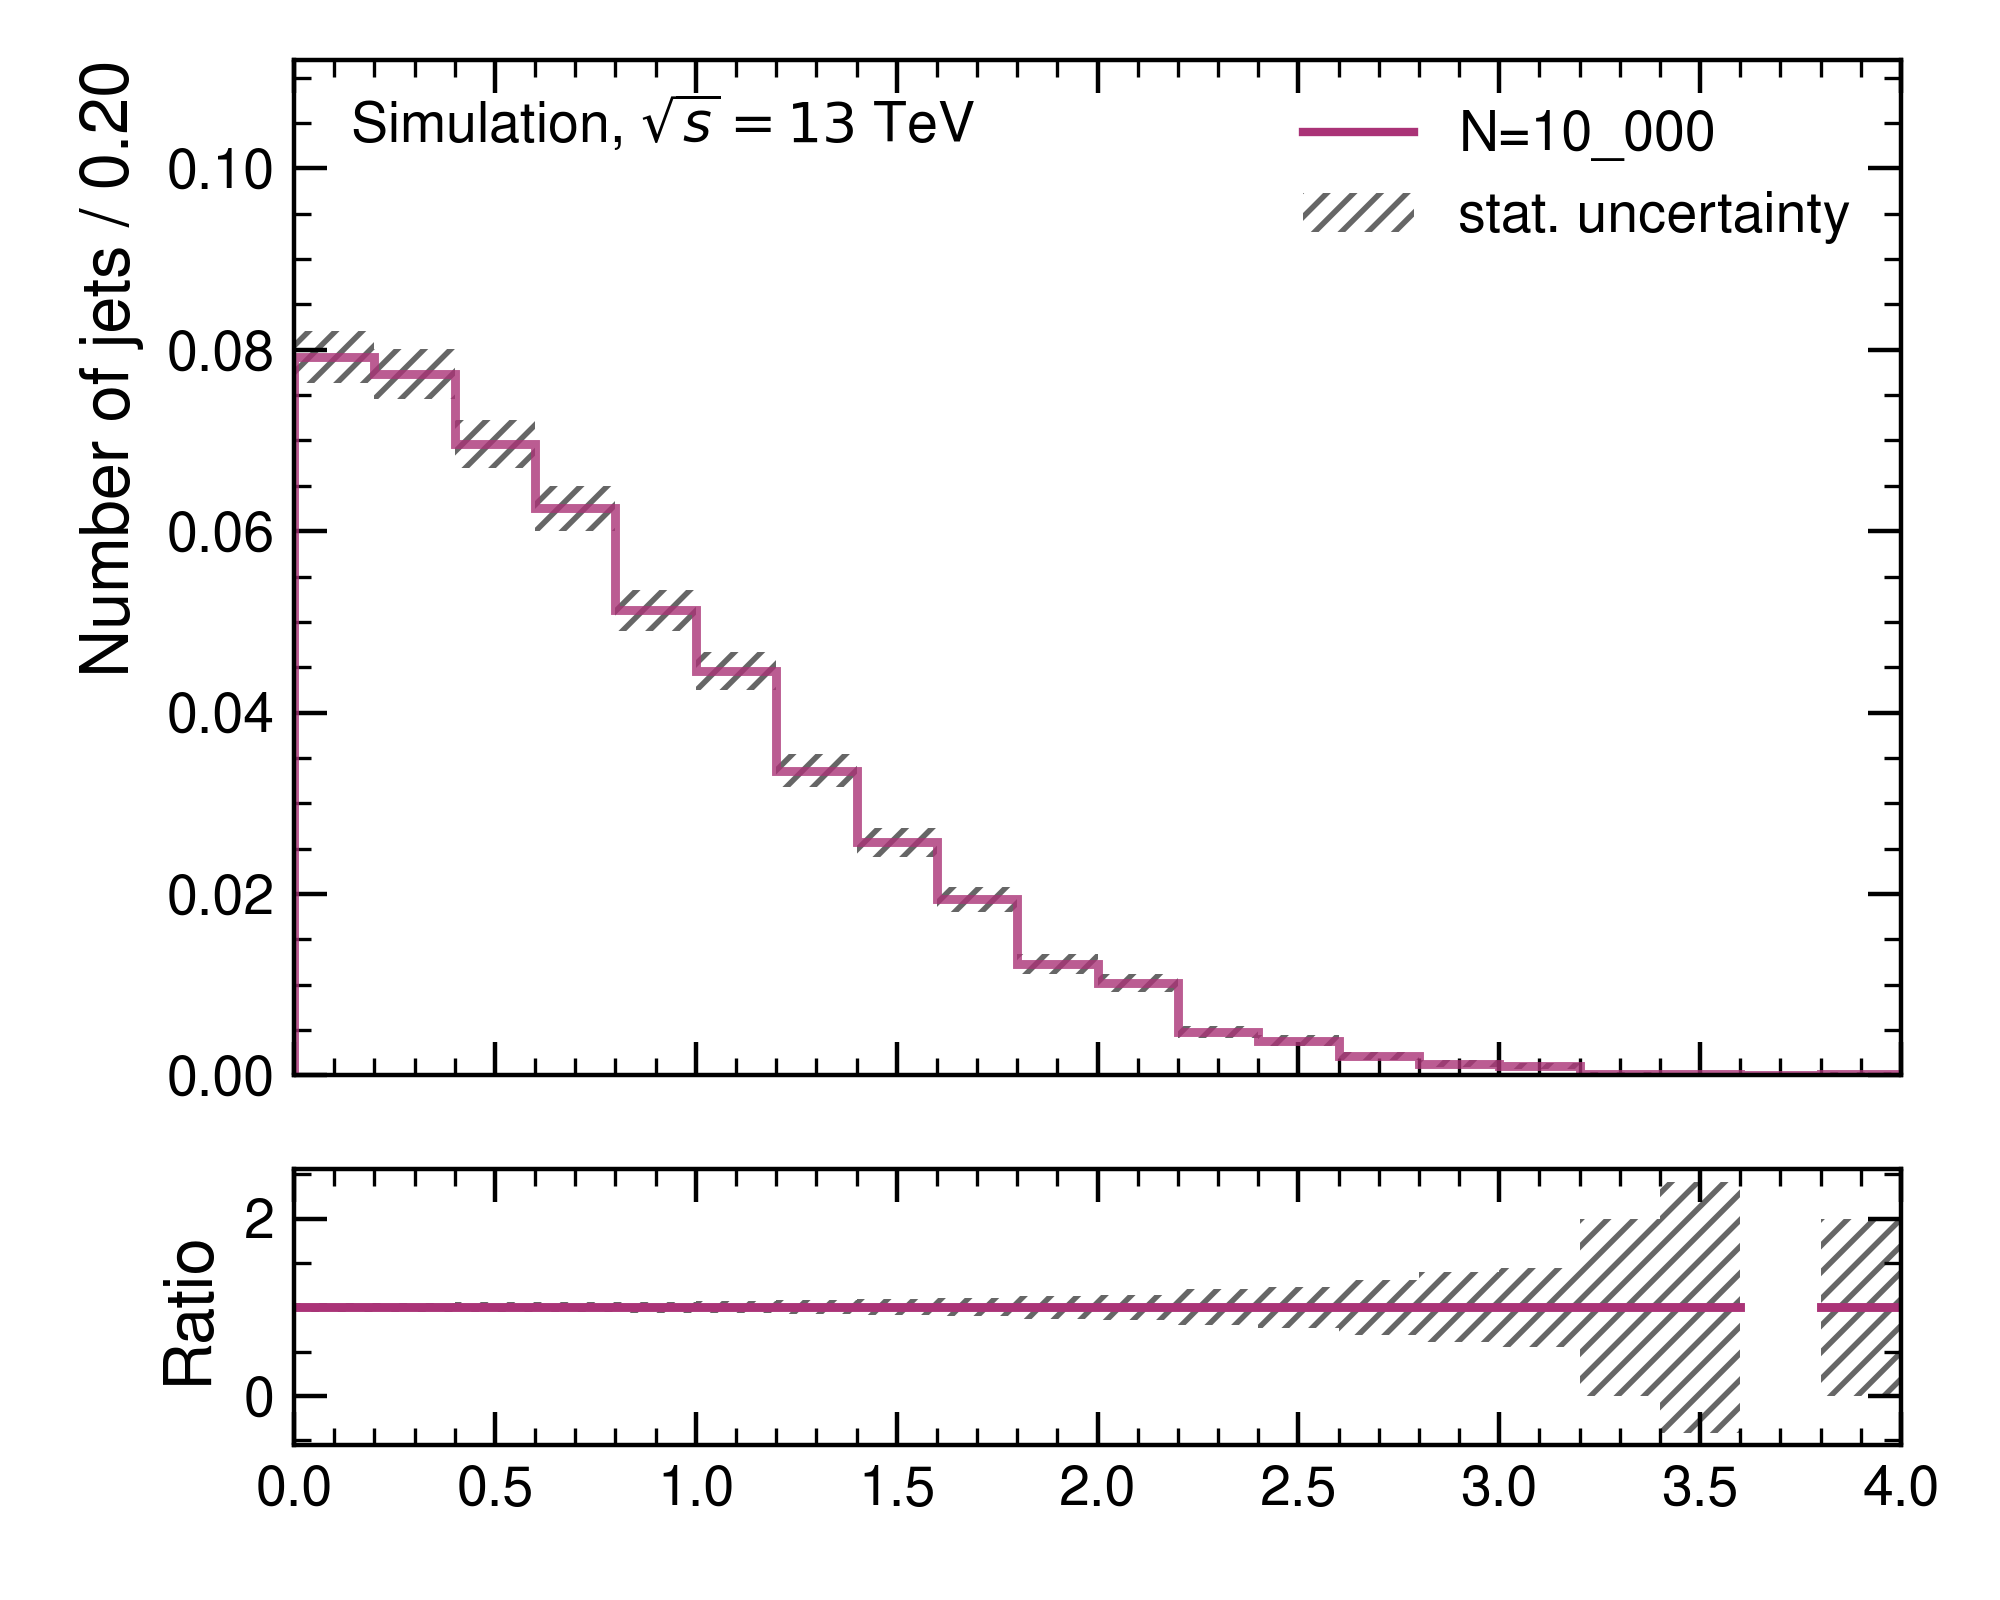 Number of jets / 0.20
Simulation, √s = 13 TeV
N=10_000
stat. uncertainty
0.10
0.08
0.06
0.04
0.02
0.00
Ratio
2
0
0.0 0.5 1.0 1.5 2.0 2.5 3.0 3.5 4.0